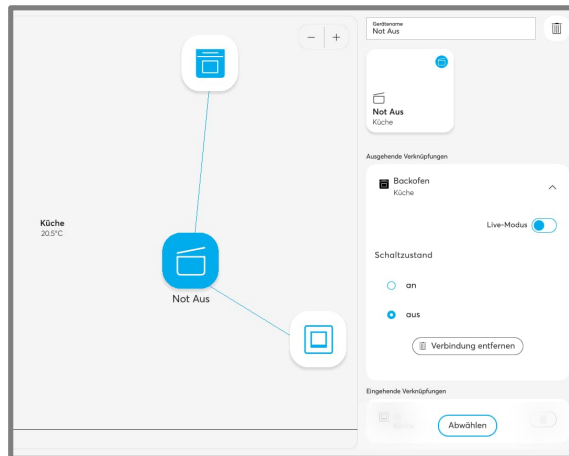 − +
Gerätename
Not Aus
Not Aus
Küche
Ausgehende Verknüpfungen
Backofen
Küche
Live-Modus
Schaltzustand
an
aus
Verbindung entfernen
Eingehende Verknüpfungen
Küche
Abwählen
Küche
20.5°C
Not Aus